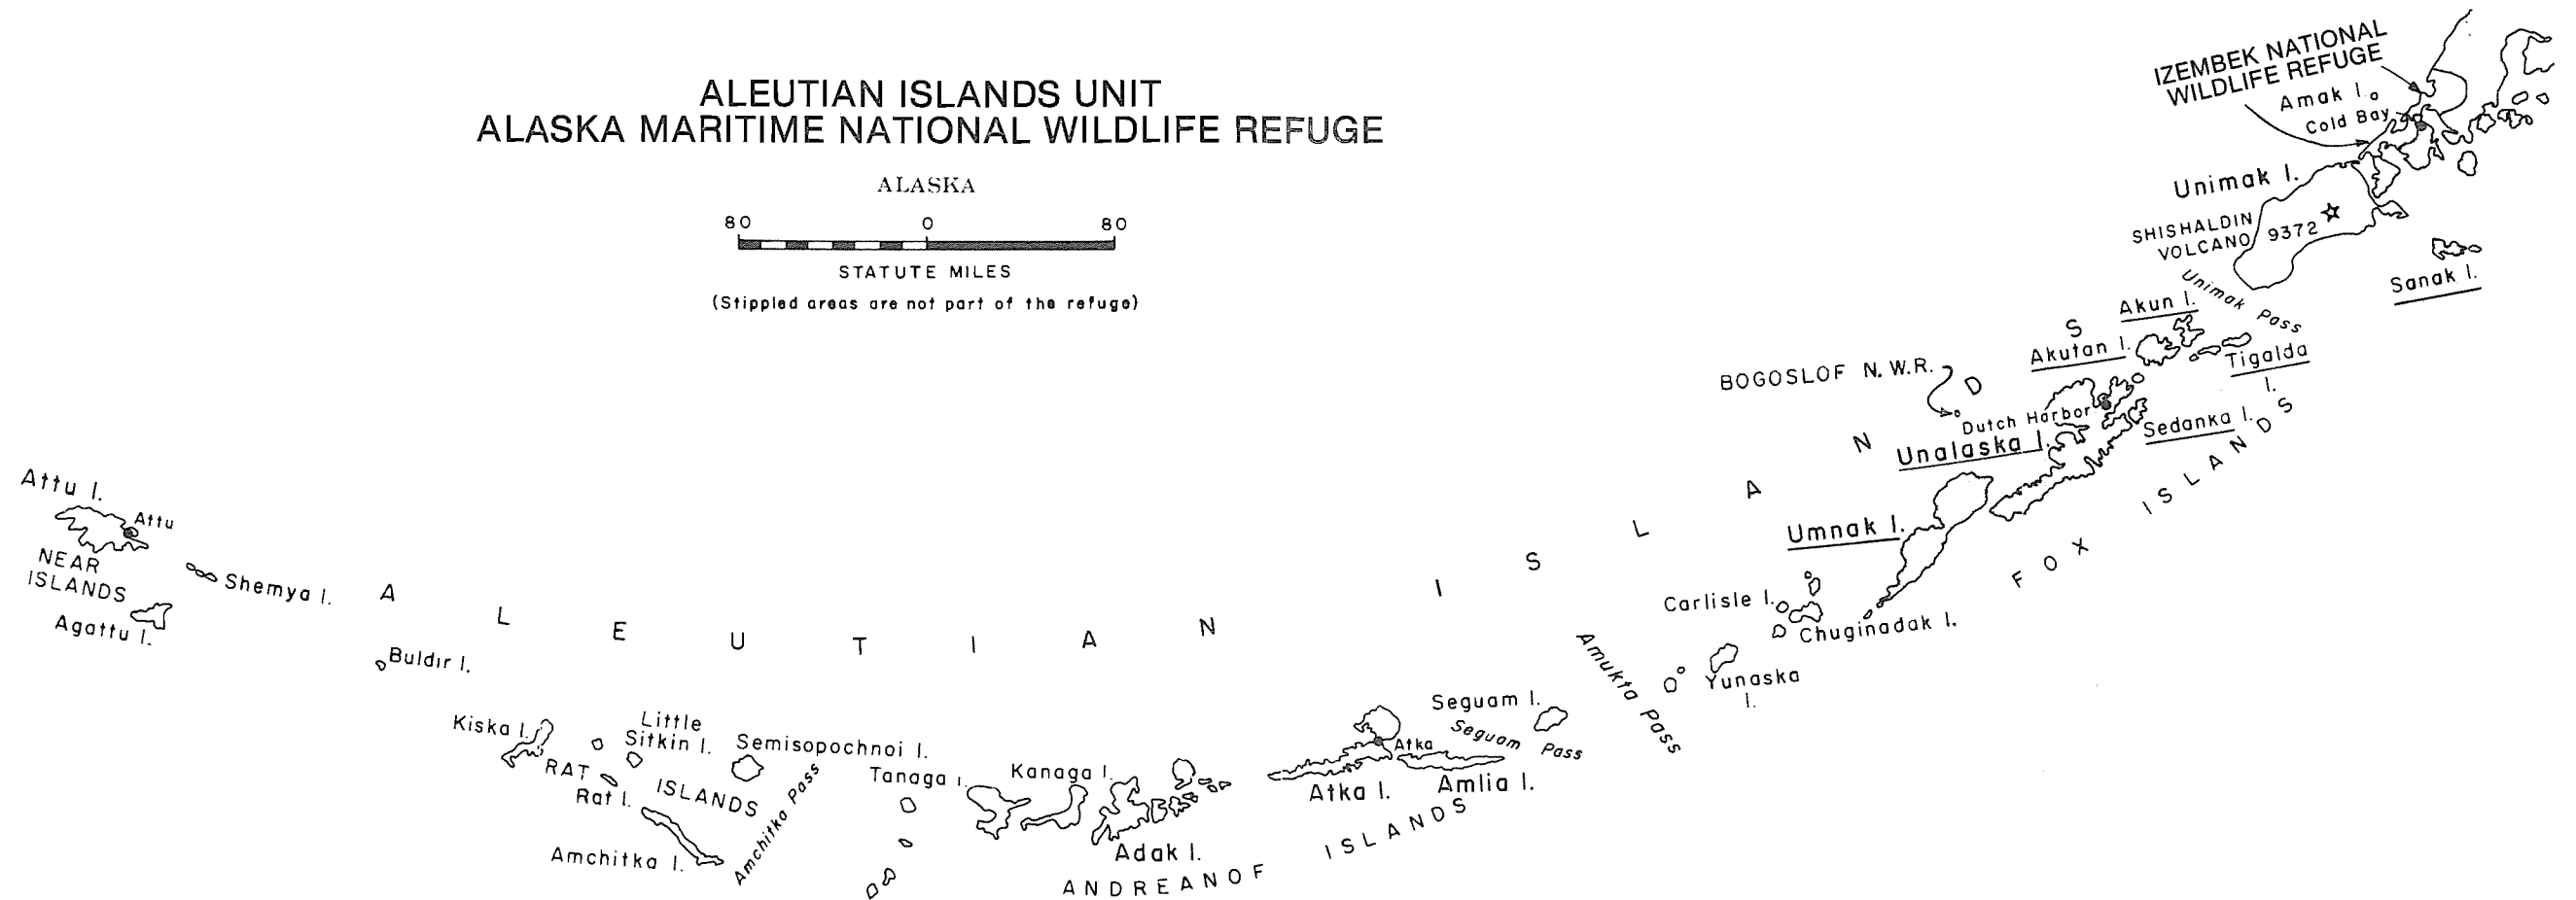 ALEUTIAN ISLANDS UNIT
ALASKA MARITIME NATIONAL WILDLIFE REFUGE
ALASKA
80 0 80
STATUTE MILES
(Stippled areas are not part of the refuge)
IZEMBEK NATIONAL
WILDLIFE REFUGE
Amak I.
Cold Bay
Unimak I.
SHISHALDIN
VOLCANO
9372
Sanak I.
Unimak Pass
Akun I.
Akutan I.
Tigalda
I.
BOGOSLOF N.W.R.
Dutch Harbor
Unalaska I.
Sedanka I.
Umnak I.
FOX ISLANDS
Carlisle I.
Chuginadak I.
Yunaska
I.
Amukta Pass
Seguam I.
Seguam Pass
Atka
Atka I.
Amlia I.
ANDREANOF ISLANDS
ALEUTIAN ISLANDS
Attu I.
Attu
NEAR
ISLANDS
Shemya I.
Agattu I.
Buldir I.
Kiska I.
Little
Sitkin I.
Semisopochnoi I.
RAT ISLANDS
Rat I.
Amchitka I.
Amchitka Pass
Tanaga I.
Kanaga I.
Adak I.